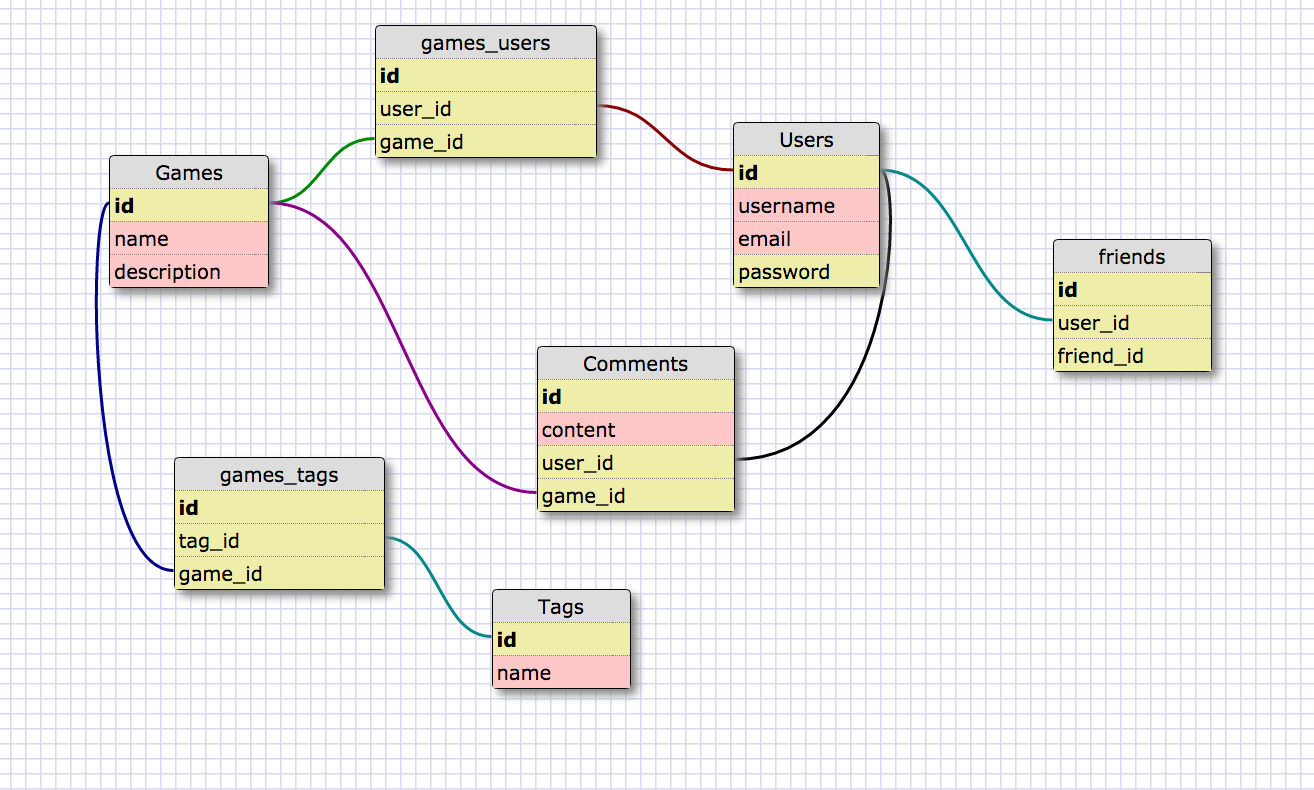 games_users
id
user_id
game_id
Users
id
username
email
password
Games
id
name
description
friends
id
user_id
friend_id
Comments
id
content
user_id
game_id
games_tags
id
tag_id
game_id
Tags
id
name